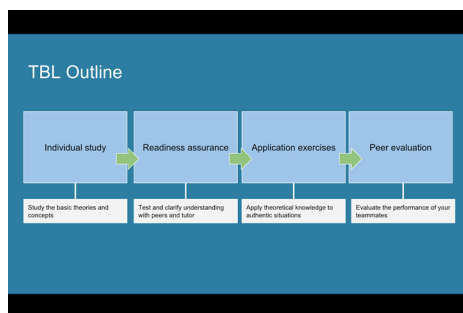 TBL Outline
Individual study
Readiness assurance
Application exercises
Peer evaluation
Study the basic theories and
concepts
Test and clarify understanding
with peers and tutor
Apply theoretical knowledge to
authentic situations
Evaluate the performance of your
teammates